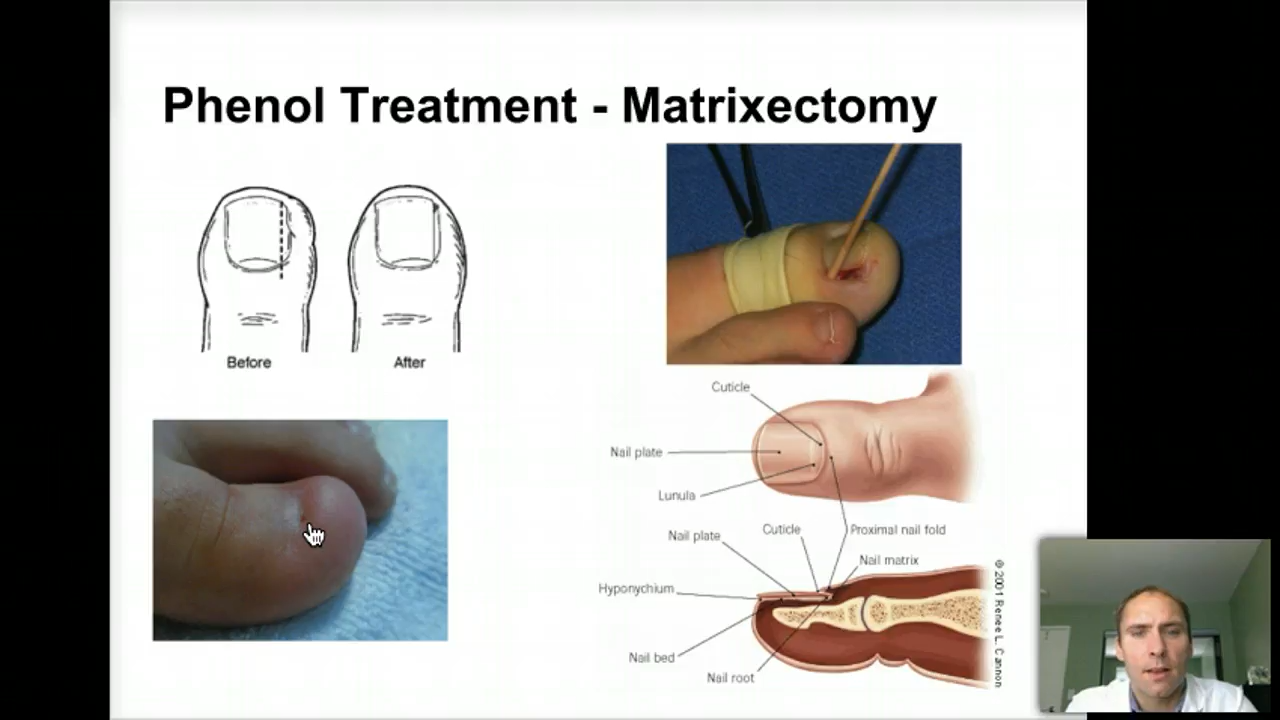 Phenol Treatment - Matrixectomy
Before
After
Cuticle
Nail plate
Lunula
Nail plate
Cuticle
Proximal nail fold
Nail matrix
Hyponychium
Nail bed
Nail root
© 2001 Renee L. Cannon